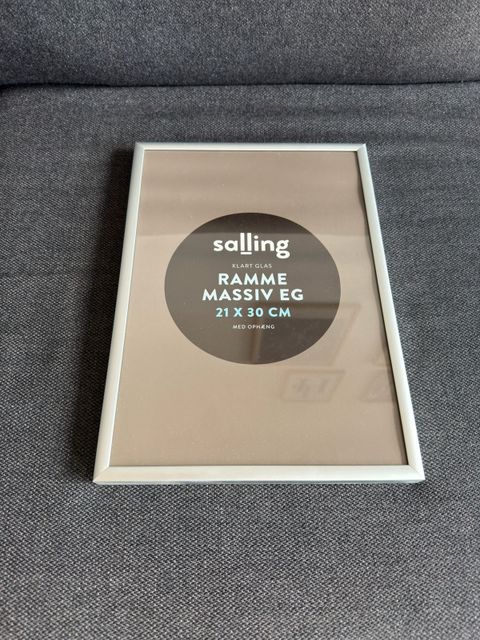 salling
KLART GLAS
RAMME
MASSIV EG
21 X 30 CM
MED OPHÆNG